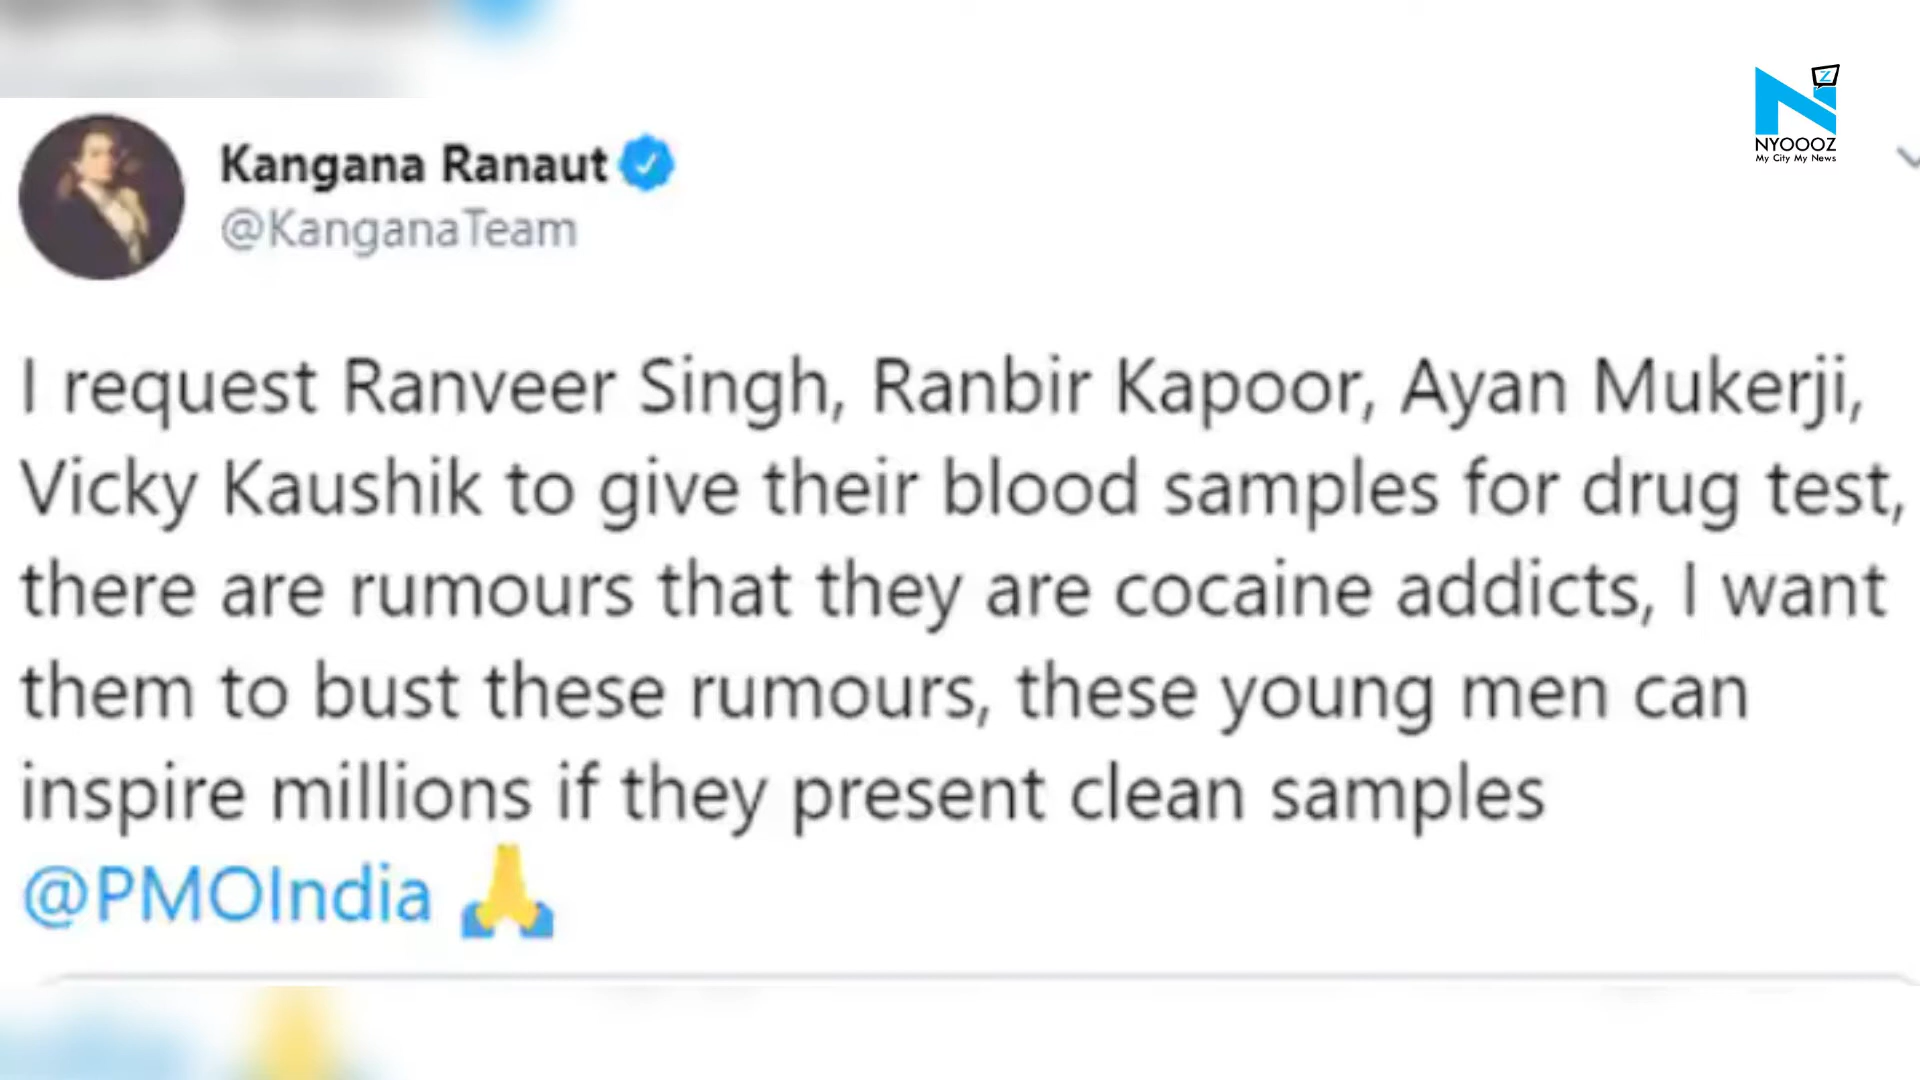 Z
NYOOOZ
My City My News
Kangana Ranaut
@KanganaTeam
I request Ranveer Singh, Ranbir Kapoor, Ayan Mukerji,
Vicky Kaushik to give their blood samples for drug test,
there are rumours that they are cocaine addicts, I want
them to bust these rumours, these young men can
inspire millions if they present clean samples
@PMOIndia 🙏